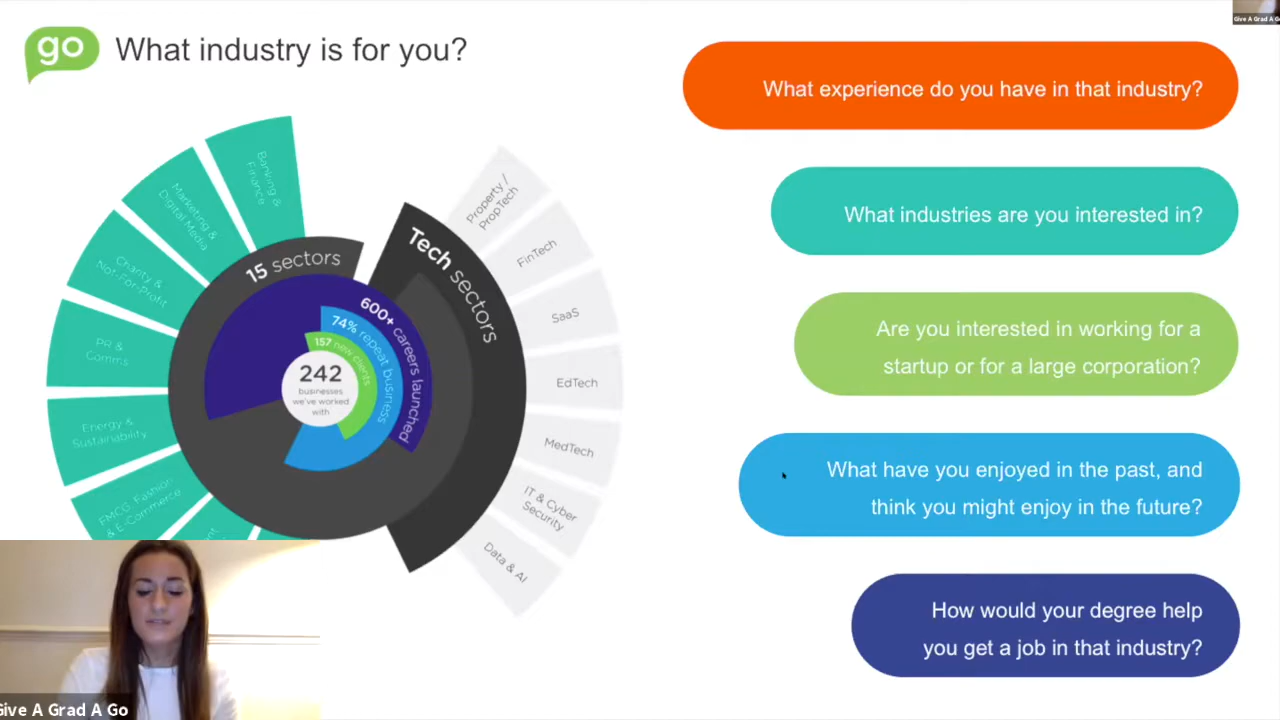 go
What industry is for you?
Give A Grad A Go
What experience do you have in that industry?
What industries are you interested in?
Are you interested in working for a
startup or for a large corporation?
What have you enjoyed in the past, and
think you might enjoy in the future?
How would your degree help
you get a job in that industry?
Banking &
Finance
Marketing &
Digital Media
Charity &
Not-For-Profit
PR &
Comms
Energy &
Sustainability
FMCG, Fashion
& E-Commerce
15 sectors
600+ careers launched
74% repeat business
157 new clients
242
businesses
we've worked
with
Tech sectors
Property /
PropTech
FinTech
SaaS
EdTech
MedTech
IT & Cyber
Security
Data & AI
Give A Grad A Go